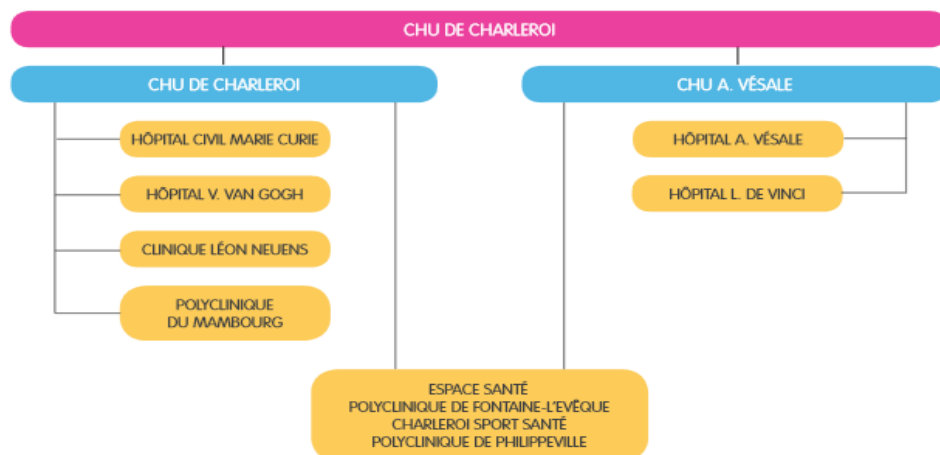 CHU DE CHARLEROI
CHU DE CHARLEROI
CHU A. VÉSALE
HÔPITAL CIVIL MARIE CURIE
HÔPITAL V. VAN GOGH
CLINIQUE LÉON NEUENS
POLYCLINIQUE
DU MAMBOURG
HÔPITAL A. VÉSALE
HÔPITAL L. DE VINCI
ESPACE SANTÉ
POLYCLINIQUE DE FONTAINE-L'EVÊQUE
CHARLEROI SPORT SANTÉ
POLYCLINIQUE DE PHILIPPEVILLE